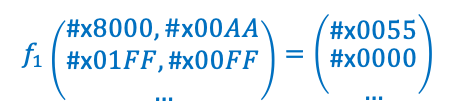 #x8000, #x00AA #x0055
f₁ #x01FF, #x00FF = #x0000
... ...